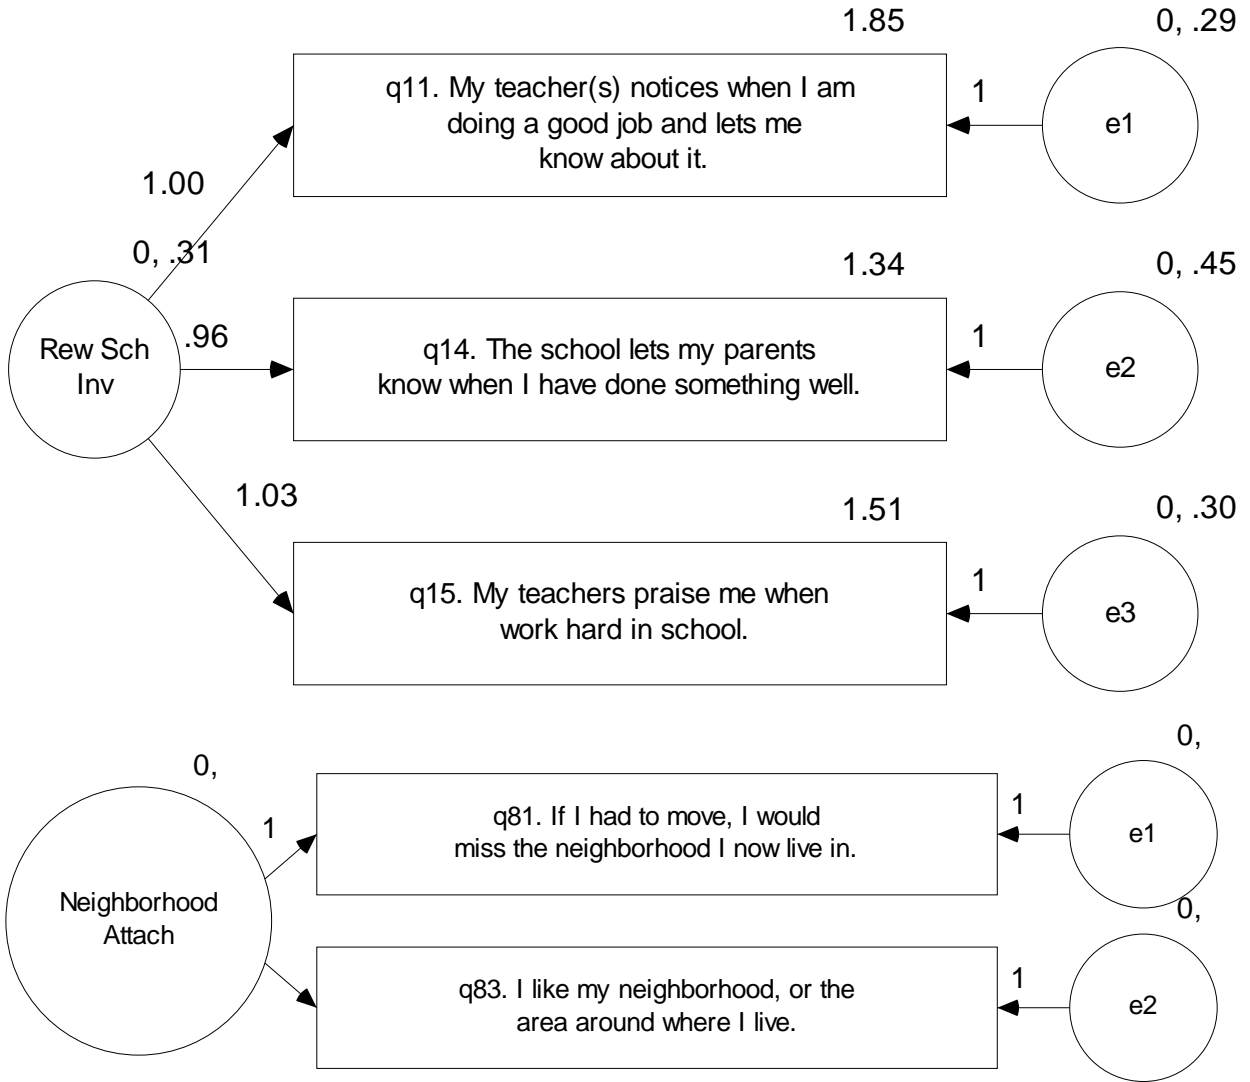 1.85
0, .29
q11. My teacher(s) notices when I am
doing a good job and lets me
know about it.
1
e1
1.00
0, .31
1.34
0, .45
Rew Sch
Inv
.96
q14. The school lets my parents
know when I have done something well.
1
e2
1.03
1.51
0, .30
q15. My teachers praise me when
work hard in school.
1
e3
0,
0,
1
q81. If I had to move, I would
miss the neighborhood I now live in.
1
e1
Neighborhood
Attach
0,
q83. I like my neighborhood, or the
area around where I live.
1
e2